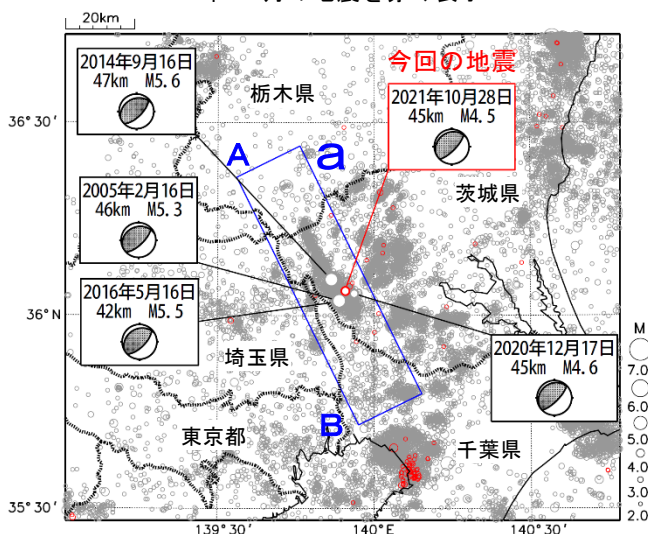 20km
2014年9月16日
47km M5.6
栃木県
今回の地震
2021年10月28日
45km M4.5
36°30′
A
a
茨城県
2005年2月16日
46km M5.3
2016年5月16日
42km M5.5
36°N
埼玉県
2020年12月17日
45km M4.6
M
7.0
6.0
5.0
4.0
3.0
2.0
B
東京都
千葉県
35°30′
139°30′
140°E
140°30′